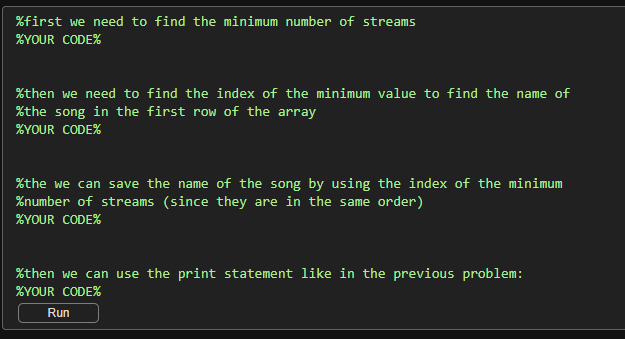 %first we need to find the minimum number of streams
%YOUR CODE%
%then we need to find the index of the minimum value to find the name of
%the song in the first row of the array
%YOUR CODE%
%the we can save the name of the song by using the index of the minimum
%number of streams (since they are in the same order)
%YOUR CODE%
%then we can use the print statement like in the previous problem:
%YOUR CODE%
Run